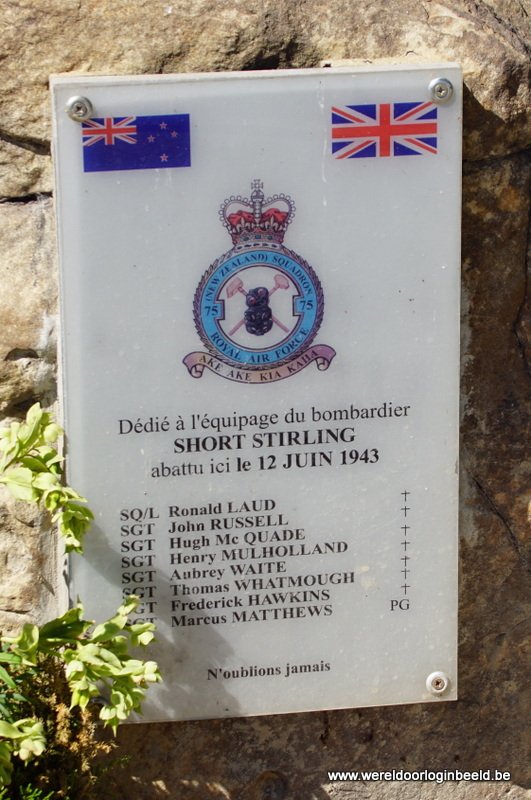 75 (NEW ZEALAND) SQUADRON 75
ROYAL AIR FORCE
AKE AKE KIA KAHA
Dédié à l'équipage du bombardier
SHORT STIRLING
abattu ici le 12 JUIN 1943
SQ/L Ronald LAUD †
SGT John RUSSELL †
SGT Hugh Mc QUADE †
SGT Henry MULHOLLAND †
SGT Aubrey WAITE †
SGT Thomas WHATMOUGH †
SGT Frederick HAWKINS †
SGT Marcus MATTHEWS PG
N'oublions jamais
www.wereldoorloginbeeld.be